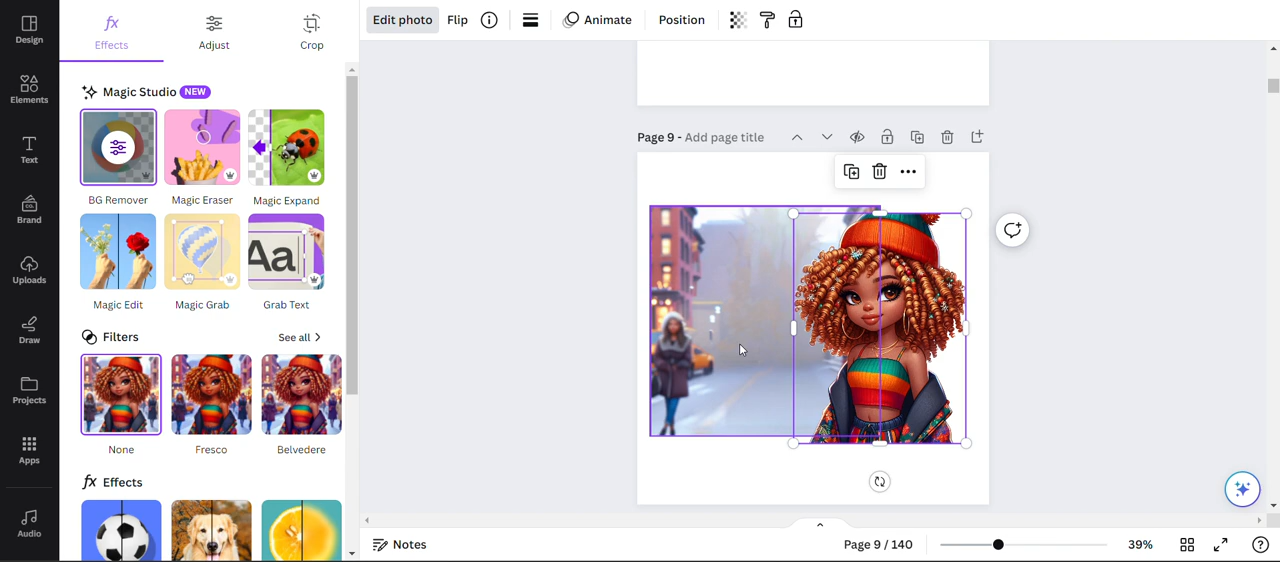 Design
Elements
Text
Brand
Uploads
Draw
Projects
Apps
Audio
fx
Effects
Adjust
Crop
Magic Studio NEW
BG Remover
Magic Eraser
Magic Expand
Magic Edit
Magic Grab
Aa
Grab Text
Filters
See all
None
Fresco
Belvedere
fx Effects
Edit photo
Flip
Animate
Position
Page 9 - Add page title
Notes
Page 9 / 140
39%